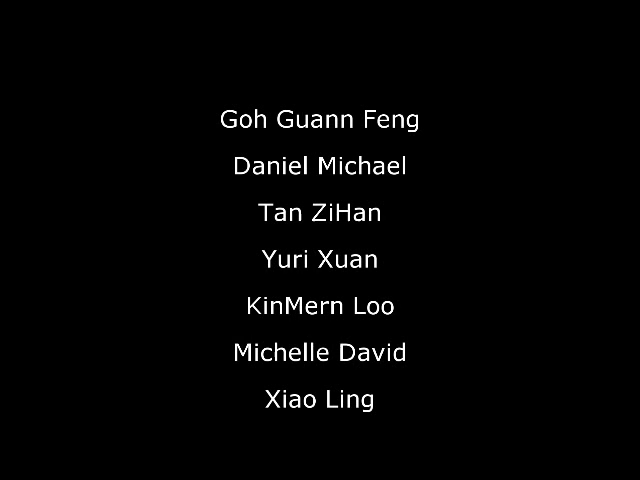 Goh Guann Feng
Daniel Michael
Tan ZiHan
Yuri Xuan
KinMern Loo
Michelle David
Xiao Ling